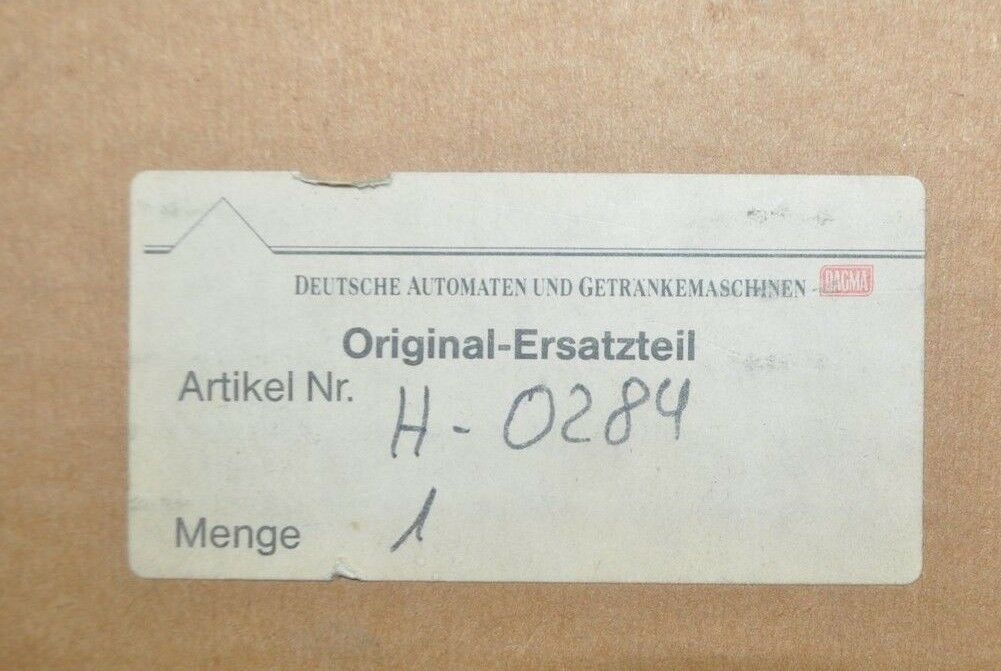 DEUTSCHE AUTOMATEN UND GETRÄNKEMASCHINEN - DAGMA
Original-Ersatzteil
Artikel Nr. H-0284
Menge 1